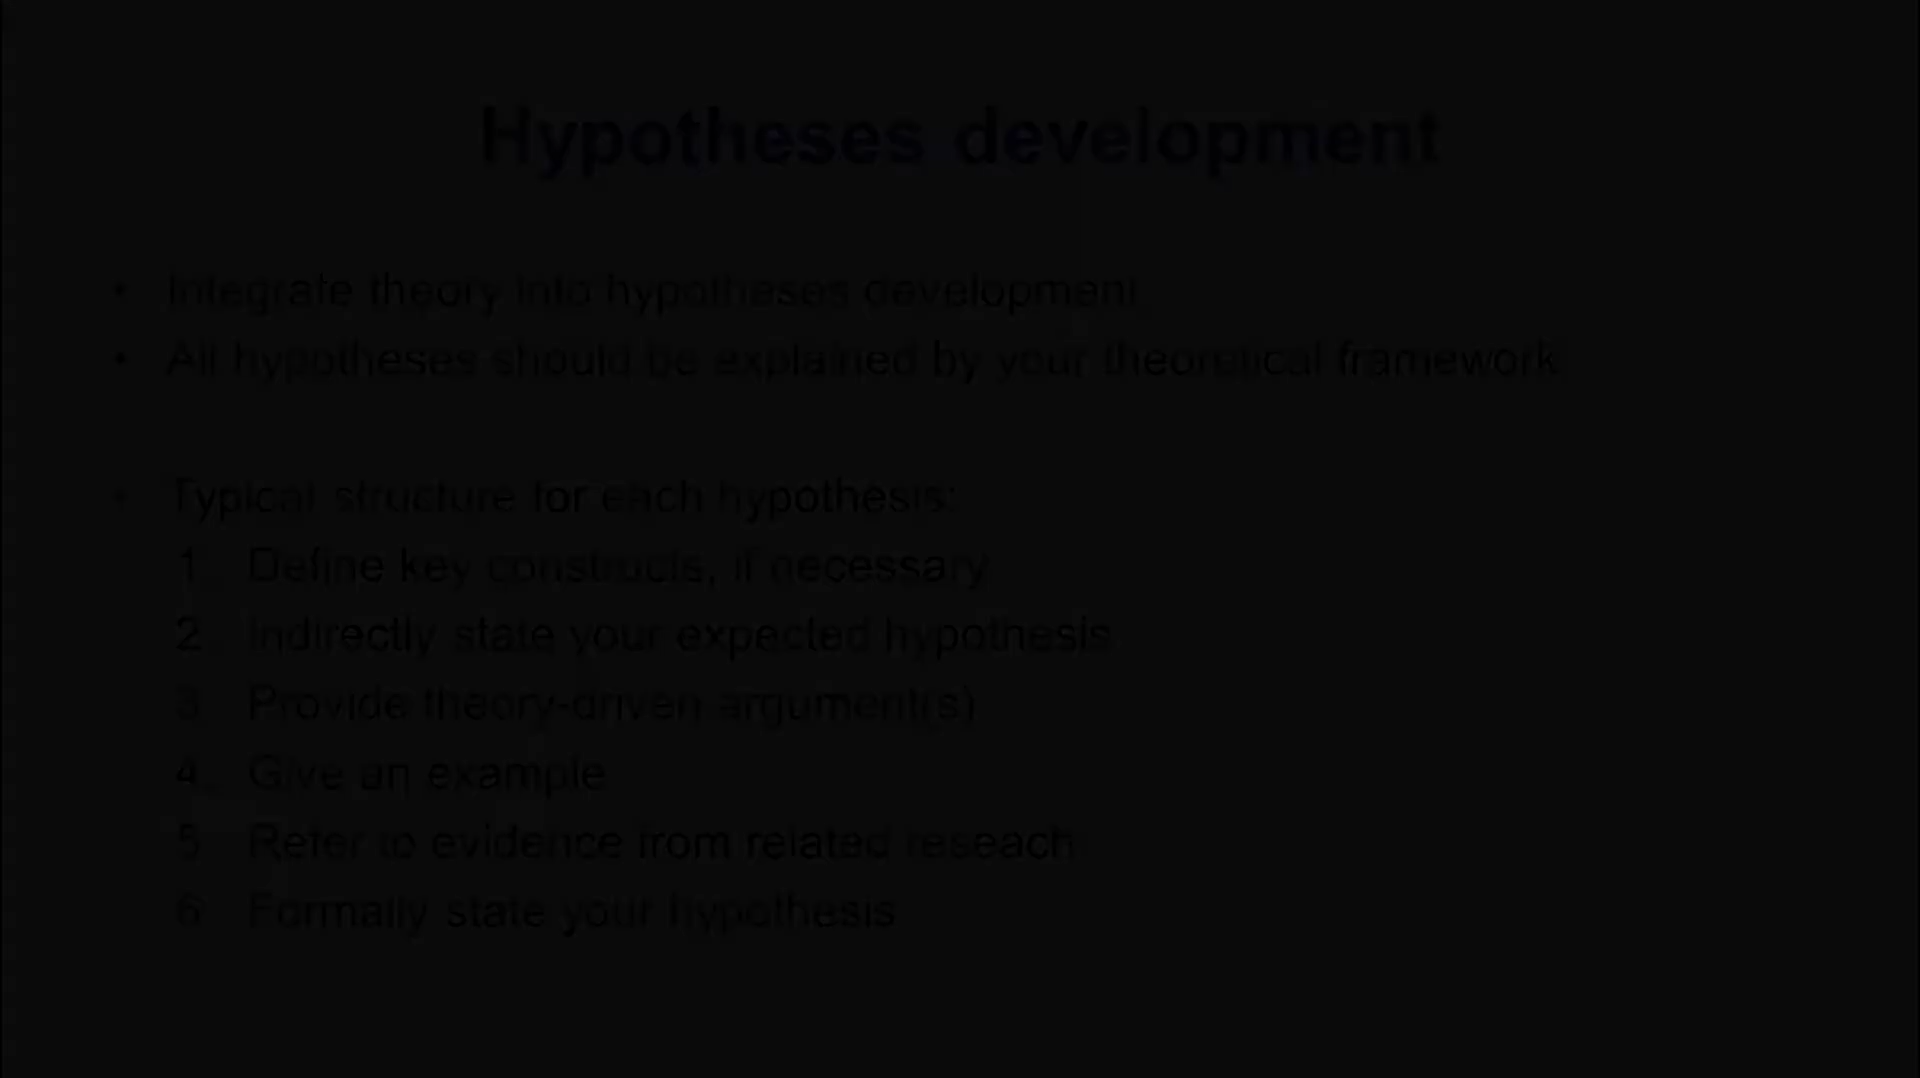 Hypotheses development
• Integrate theory into hypotheses development
• All hypotheses should be explained by your theoretical framework
• Typical structure for each hypothesis:
1. Define key constructs, if necessary
2. Indirectly state your expected hypothesis
3. Provide theory-driven argument(s)
4. Give an example
5. Refer to evidence from related reseach
6. Formally state your hypothesis